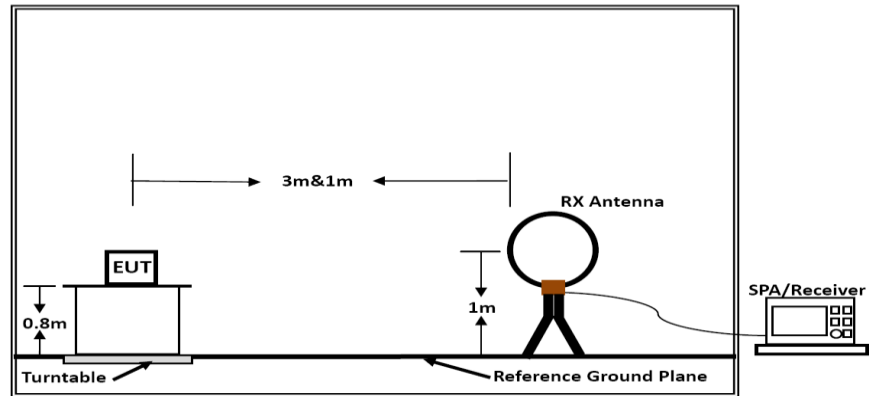 3m&1m
RX Antenna
EUT
SPA/Receiver
0.8m
1m
Turntable
Reference Ground Plane